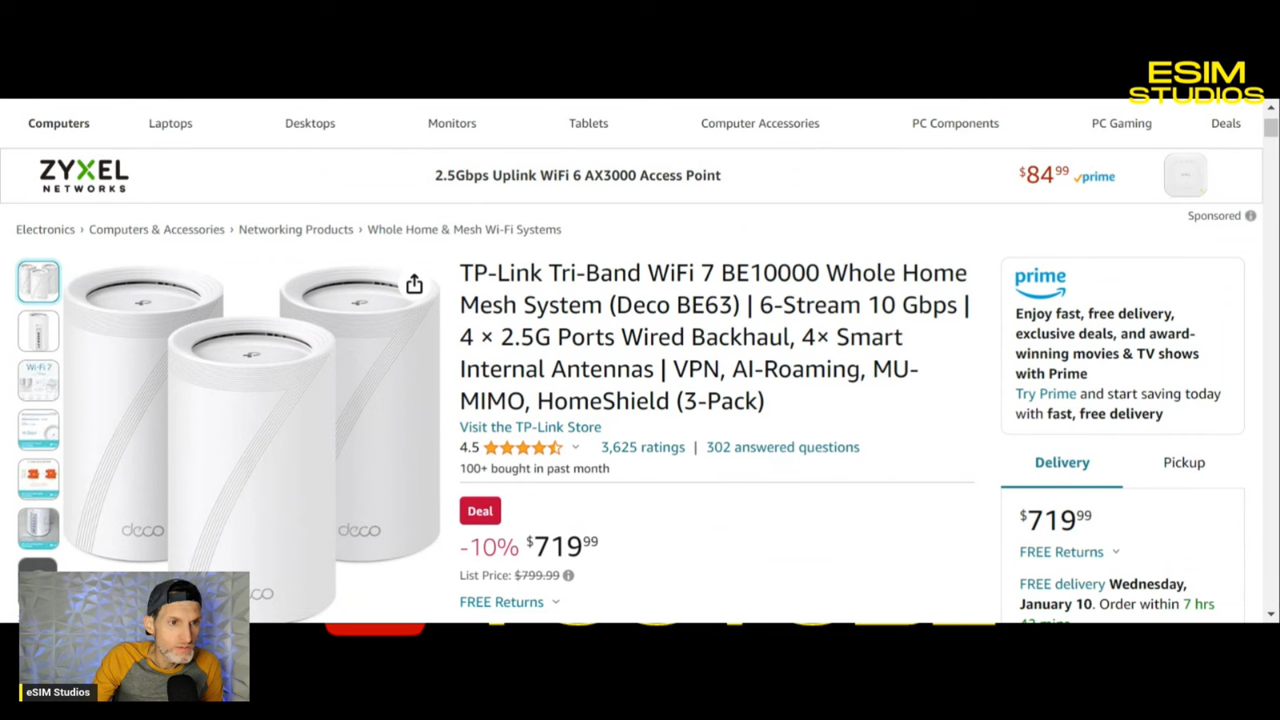 ESIM
STUDIOS
Computers
Laptops
Desktops
Monitors
Tablets
Computer Accessories
PC Components
PC Gaming
Deals
ZYXEL
NETWORKS
2.5Gbps Uplink WiFi 6 AX3000 Access Point
$84.99 prime
Sponsored
Electronics › Computers & Accessories › Networking Products › Whole Home & Mesh Wi-Fi Systems
Wi-Fi 7
deco
deco
TP-Link Tri-Band WiFi 7 BE10000 Whole Home
Mesh System (Deco BE63) | 6-Stream 10 Gbps |
4 × 2.5G Ports Wired Backhaul, 4× Smart
Internal Antennas | VPN, AI-Roaming, MU-
MIMO, HomeShield (3-Pack)
Visit the TP-Link Store
4.5 3,625 ratings | 302 answered questions
100+ bought in past month
Deal
-10% $719.99
List Price: $799.99
FREE Returns
prime
Enjoy fast, free delivery,
exclusive deals, and award-
winning movies & TV shows
with Prime
Try Prime and start saving today
with fast, free delivery
Delivery
Pickup
$719.99
FREE Returns
FREE delivery Wednesday,
January 10. Order within 7 hrs
eSIM Studios